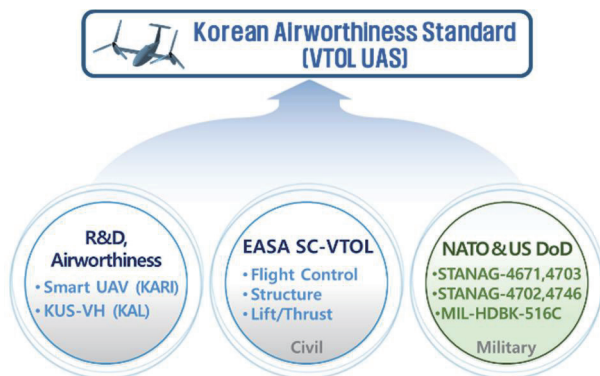 Korean Airworthiness Standard
(VTOL UAS)
R&D,
Airworthiness
• Smart UAV (KARI)
• KUS-VH (KAL)
EASA SC-VTOL
• Flight Control
• Structure
• Lift/Thrust
Civil
NATO & US DoD
•STANAG-4671,4703
•STANAG-4702,4746
•MIL-HDBK-516C
Military